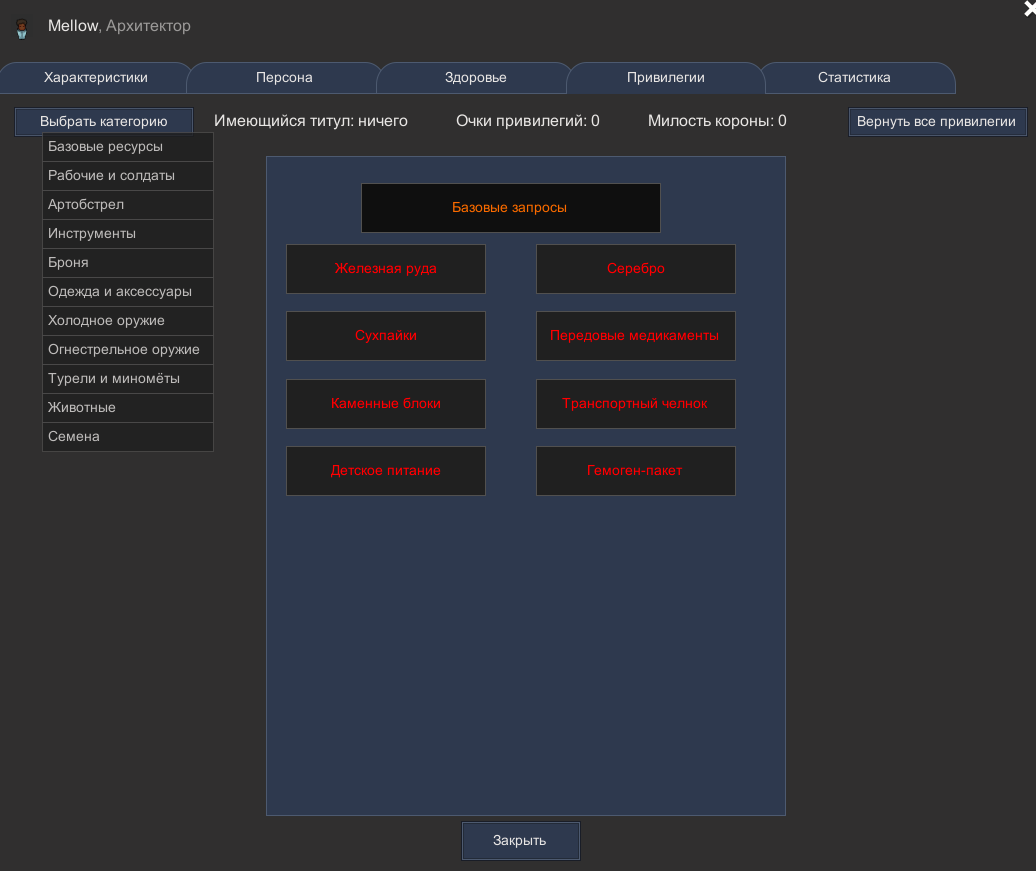 Mellow, Архитектор
Характеристики Персона Здоровье Привилегии Статистика
Выбрать категорию Имеющийся титул: ничего Очки привилегий: 0 Милость короны: 0 Вернуть все привилегии
Базовые ресурсы
Рабочие и солдаты
Артобстрел
Инструменты
Броня
Одежда и аксессуары
Холодное оружие
Огнестрельное оружие
Турели и миномёты
Животные
Семена
Базовые запросы
Железная руда Серебро
Сухпайки Передовые медикаменты
Каменные блоки Транспортный челнок
Детское питание Гемоген-пакет
Закрыть